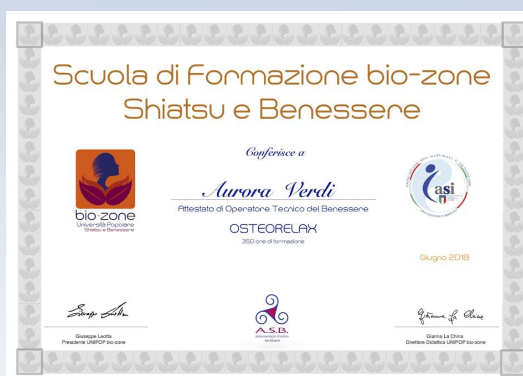 Scuola di Formazione bio-zone
Shiatsu e Benessere
Conferisce a
Aurora Verdi
Attestato di Operatore Tecnico del Benessere
OSTEORELAX
350 ore di formazione
bio-zone
Università Popolare
Shiatsu e Benessere
asi
Giugno 2018
Giuseppe Leotta
Presidente UNIPOP bio-zone
A.S.B.
Gianna La China
Direttore Didattico UNIPOP bio-zone